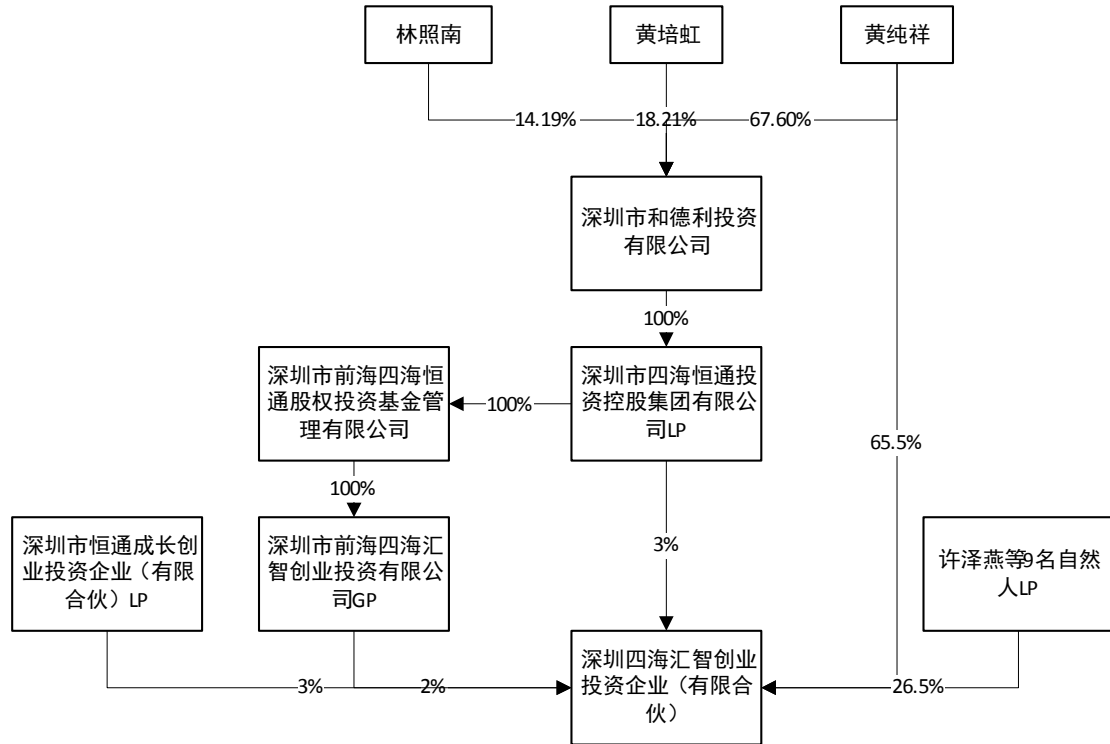 林照南
黄培虹
黄纯祥
14.19%
18.21%
67.60%
深圳市和德利投资
有限公司
100%
深圳市前海四海恒
通股权投资基金管
理有限公司
100%
深圳市四海恒通投
资控股集团有限公
司LP
65.5%
100%
深圳市恒通成长创
业投资企业（有限
合伙）LP
深圳市前海四海汇
智创业投资有限公
司GP
3%
许泽燕等9名自然
人LP
深圳四海汇智创业
投资企业（有限合
伙）
3%
2%
26.5%